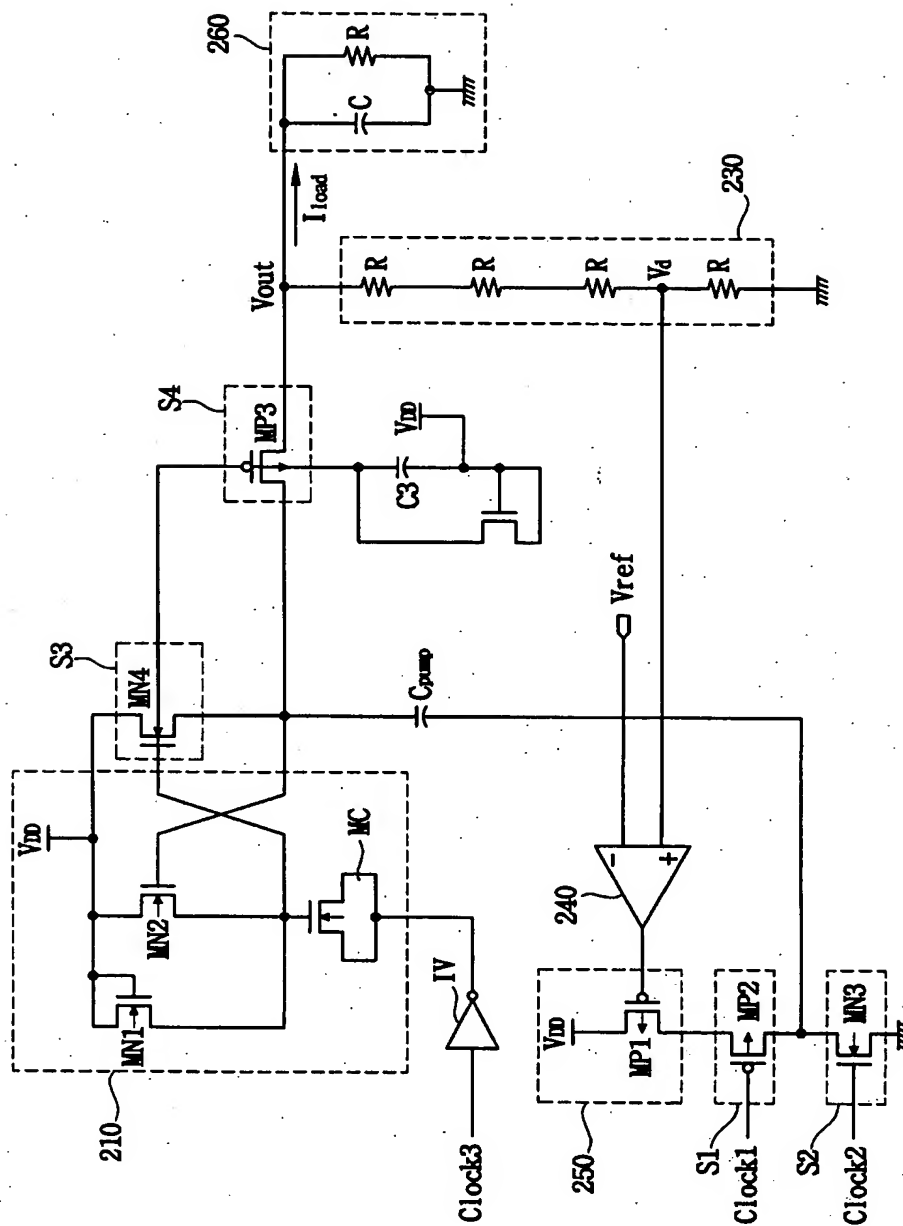 260
R
C
Iload
230
R
R
R
Vd
R
Vout
S4
MP3
VDD
C3
S3
MN4
Cpump
Vref
VDD
MN2
MN1
MC
210
IV
Clock3
240
-
+
VDD
MP1
250
S1
MP2
Clock1
S2
MN3
Clock2